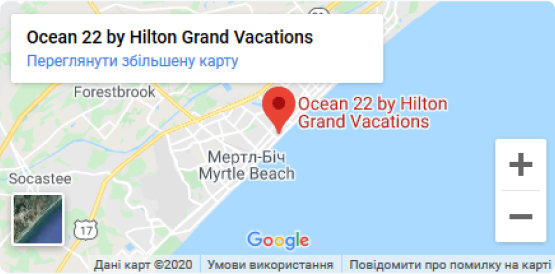 Ocean 22 by Hilton Grand Vacations
Переглянути збільшену карту
Forestbrook
Ocean 22 by Hilton
Grand Vacations
Мертл-Біч
Myrtle Beach
Socastee
17
Google
Дані карт ©2020
Умови використання
Повідомити про помилку на карті